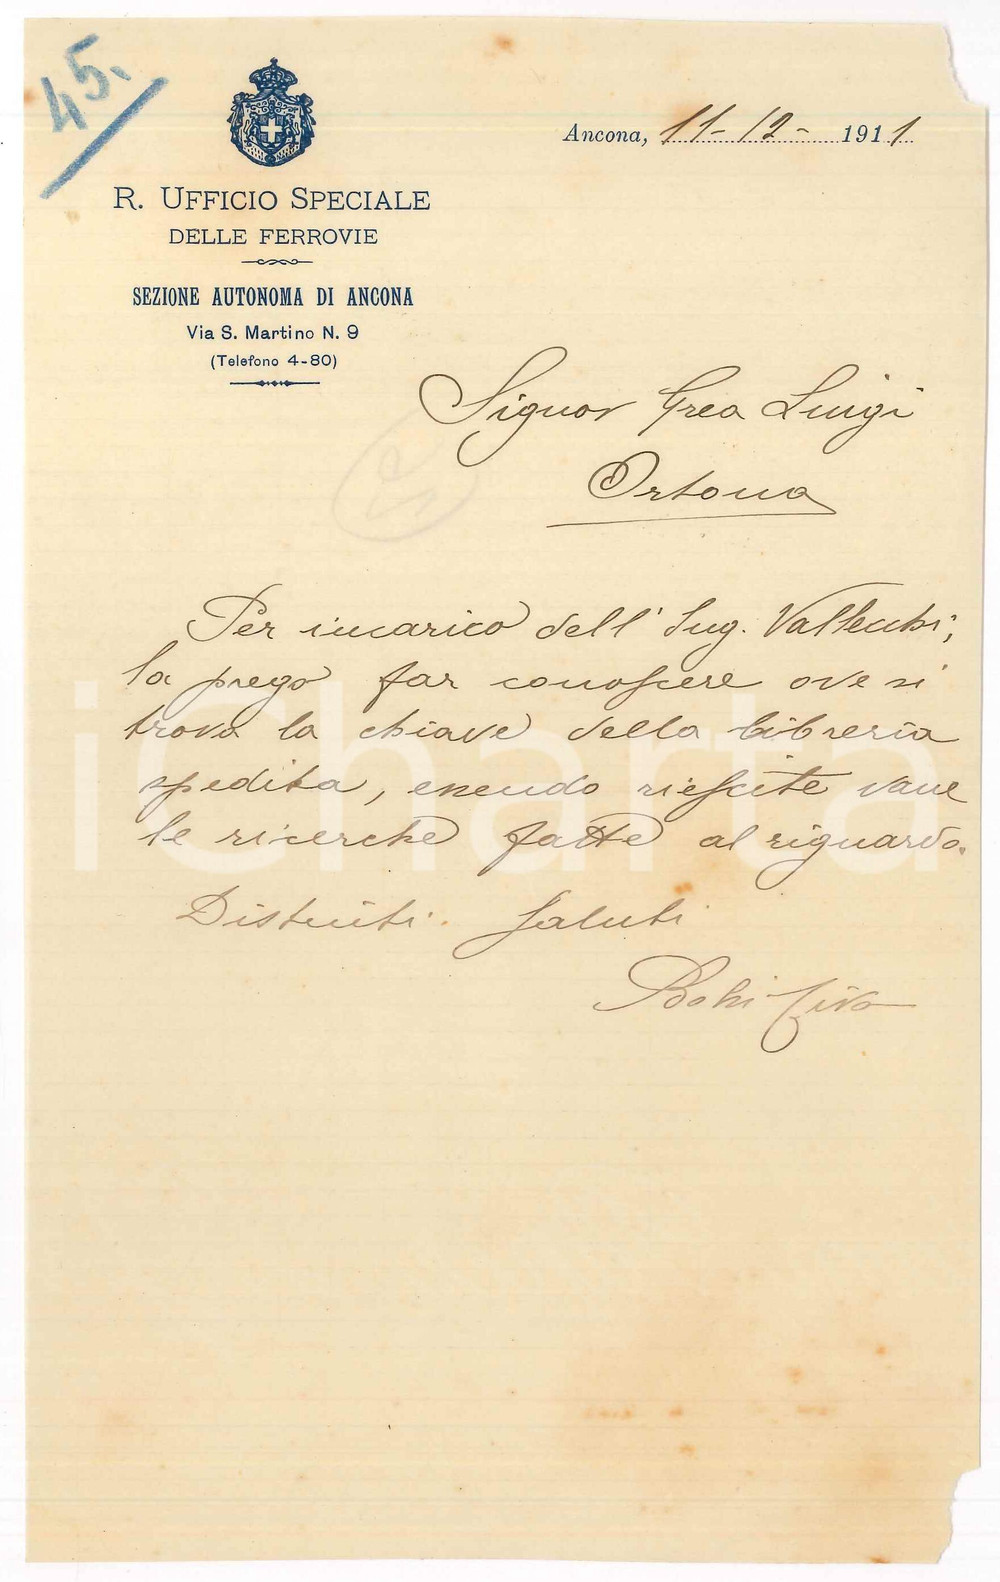 45.
Ancona, 11-12- 1911
R. UFFICIO SPECIALE
DELLE FERROVIE
SEZIONE AUTONOMA DI ANCONA
Via S. Martino N. 9
(Telefono 4-80)
Signor Grea Luigi
Ortona
Per incarico dell' Ing. Vallecchi,
la prego far conoscere ove si
trova la chiave della libreria
spedita, essendo riescite vane
le ricerche fatte al riguardo.
Distinti Saluti
iCharta